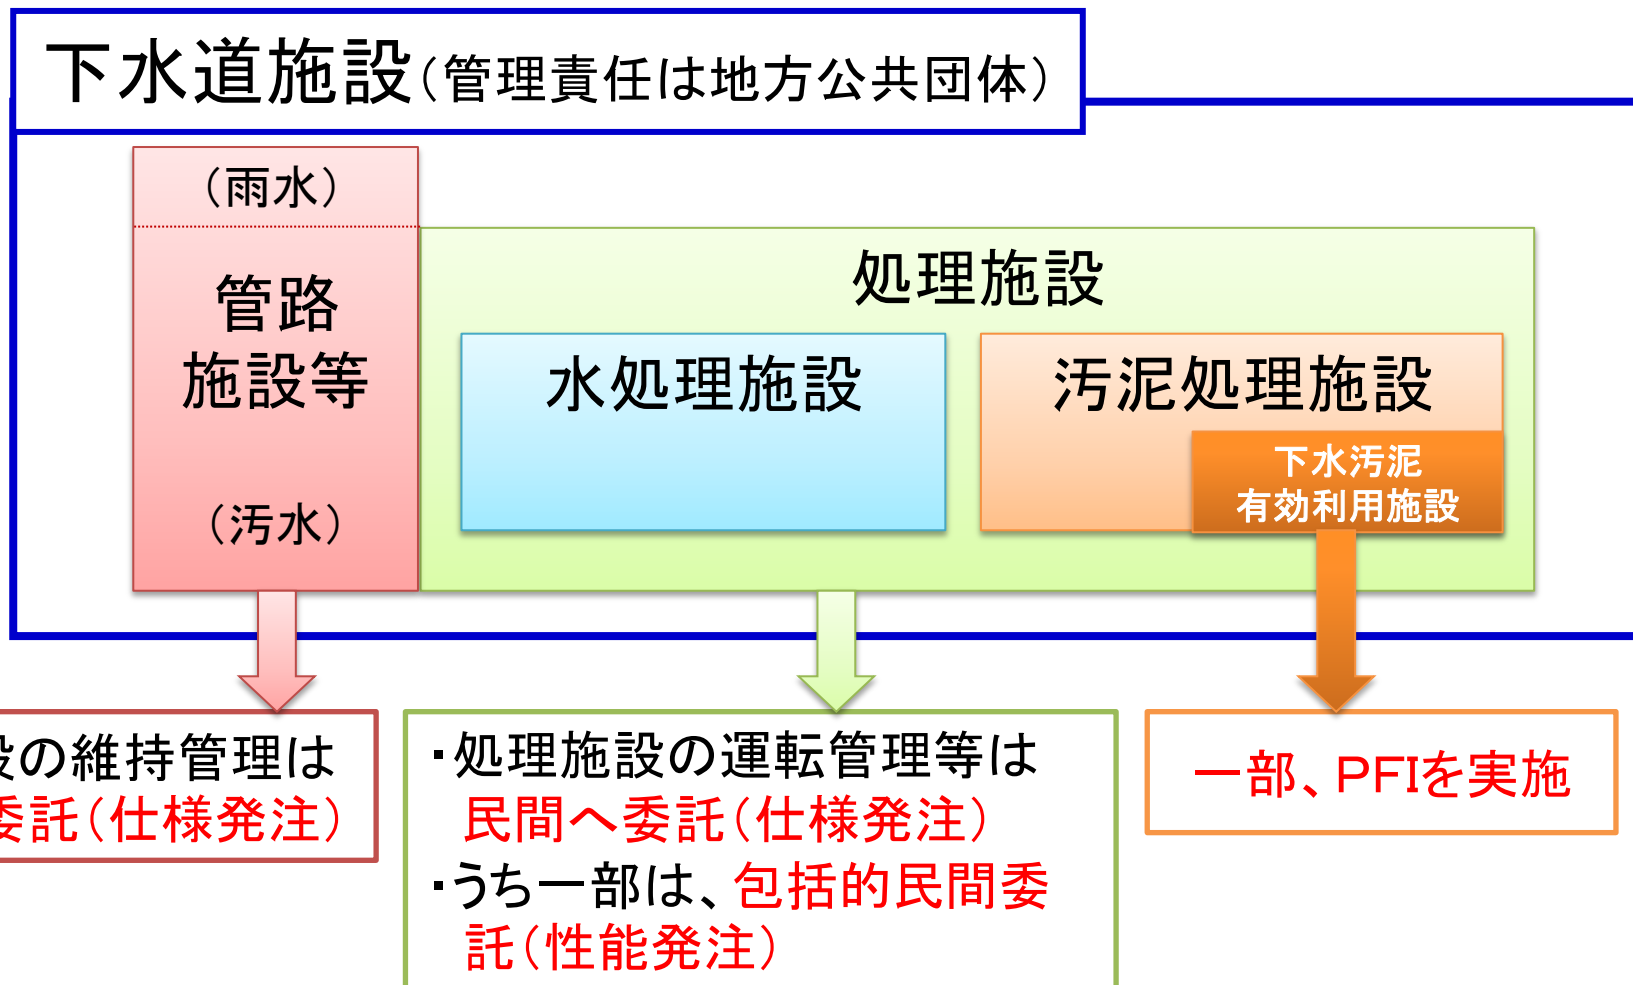 下水道施設(管理責任は地方公共団体)
(雨水)
管路
施設等
(汚水)
処理施設
水処理施設
汚泥処理施設
下水汚泥
有効利用施設
の維持管理は
委託(仕様発注)
・処理施設の運転管理等は
民間へ委託(仕様発注)
・うち一部は、包括的民間委
託(性能発注)
一部、PFIを実施